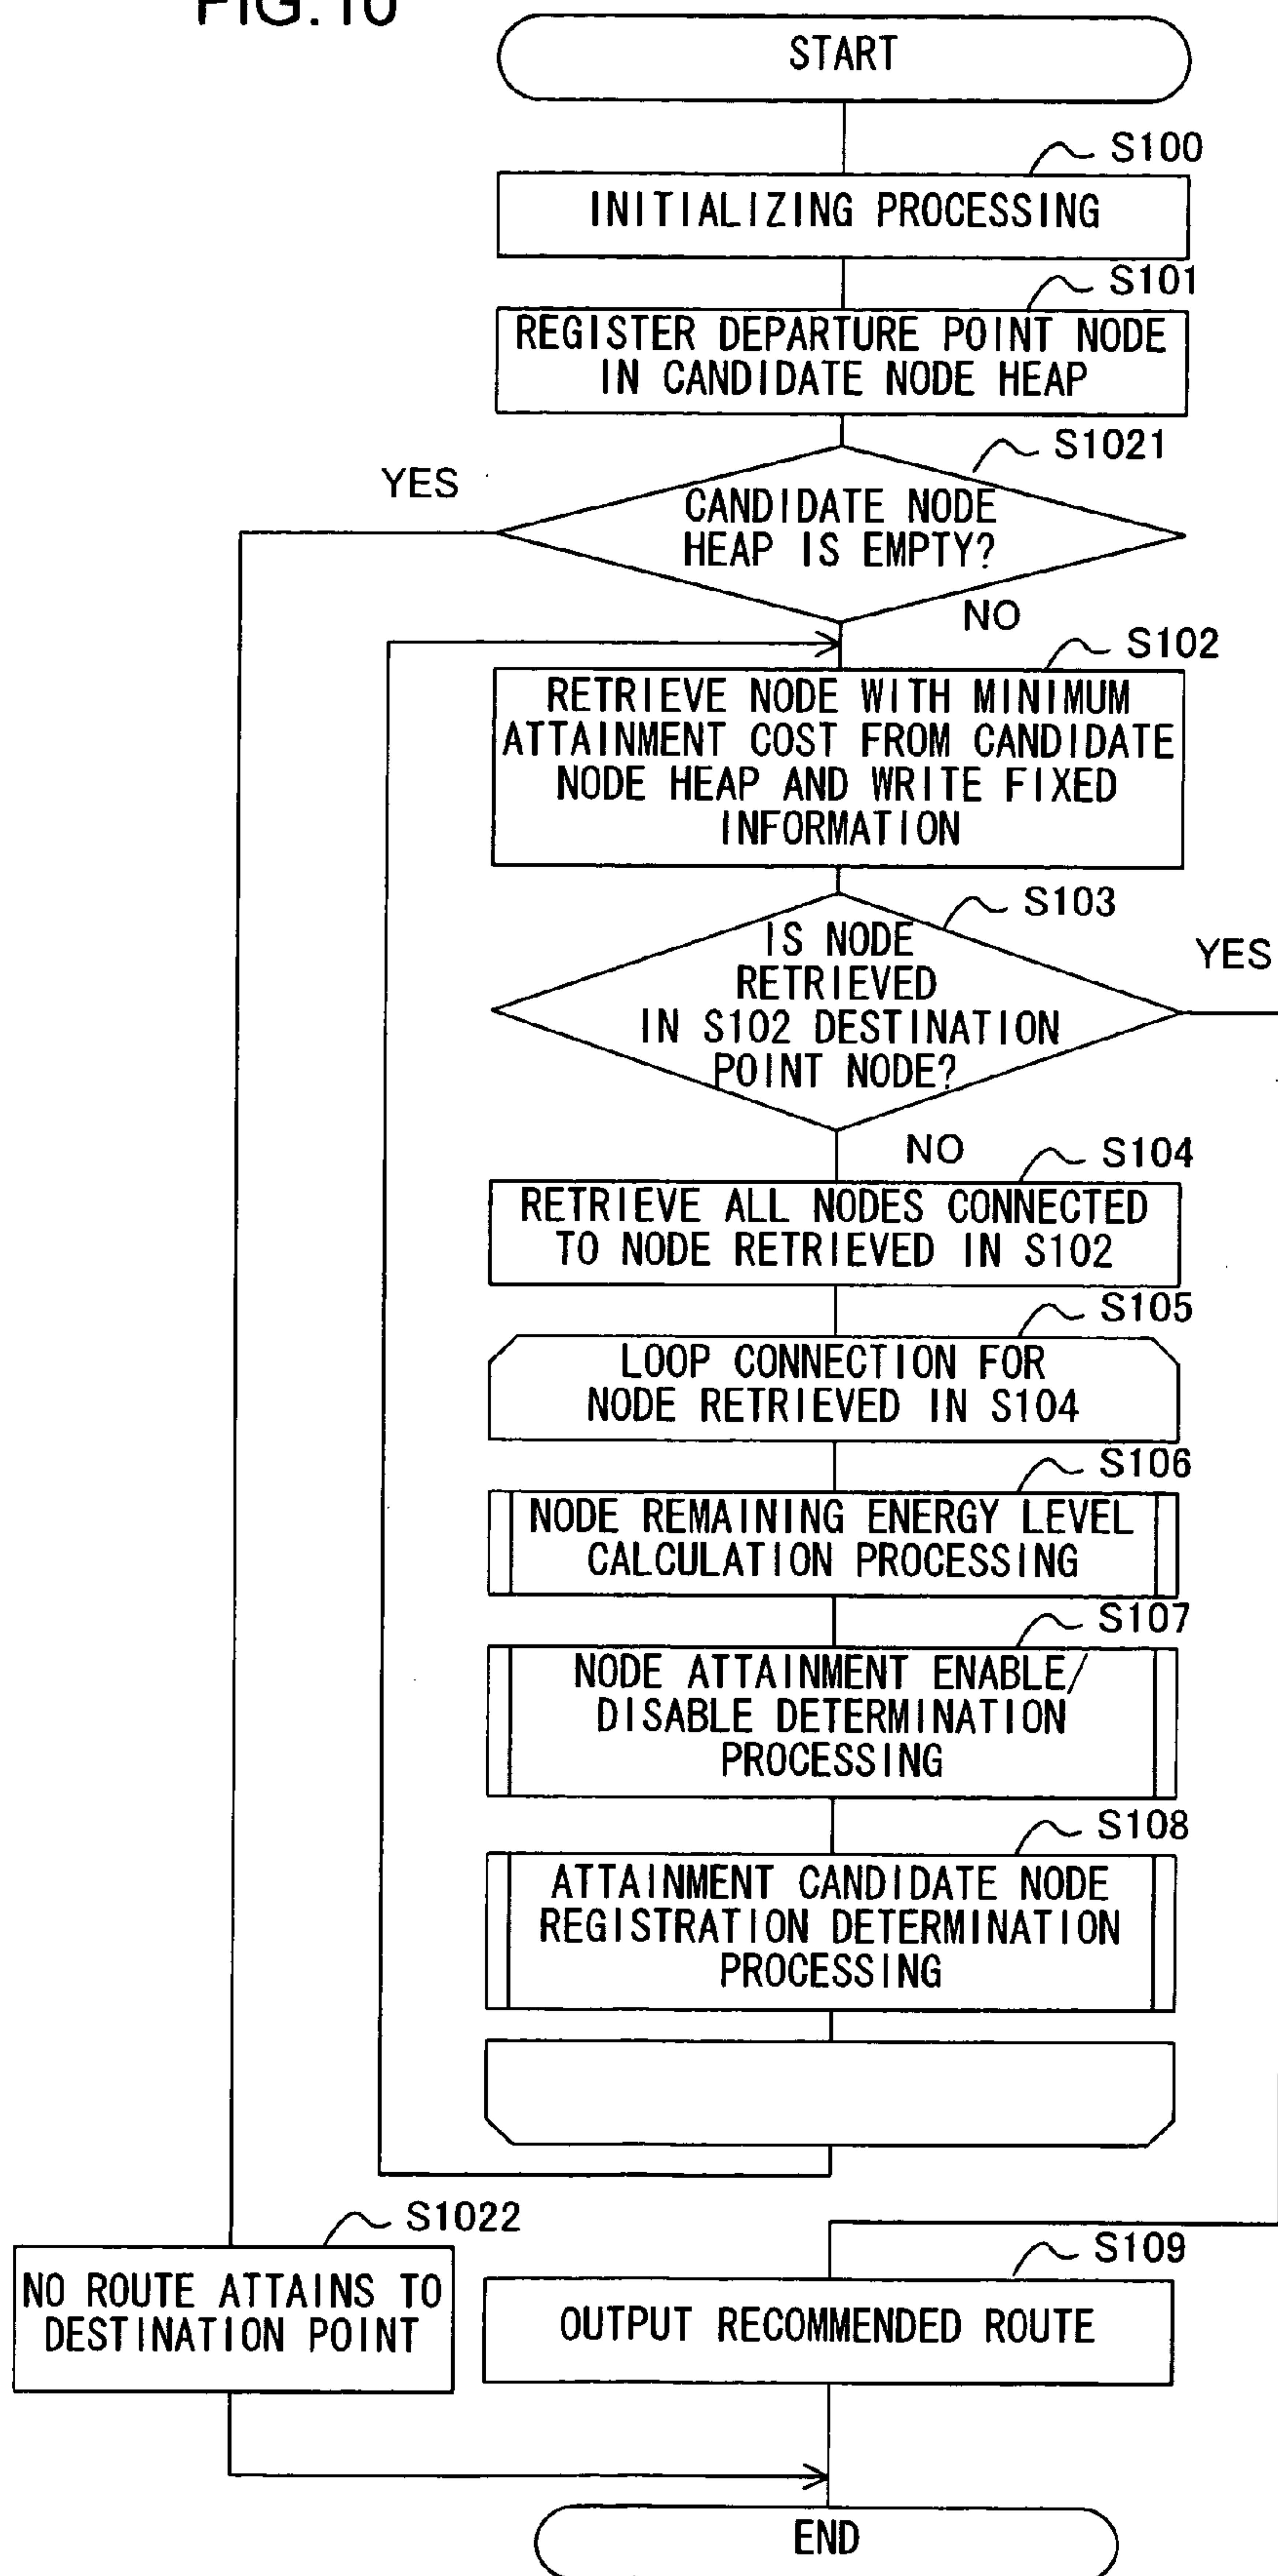 FIG.10
START
S100
INITIALIZING PROCESSING
S101
REGISTER DEPARTURE POINT NODE
IN CANDIDATE NODE HEAP
S1021
YES
CANDIDATE NODE
HEAP IS EMPTY?
NO
S102
RETRIEVE NODE WITH MINIMUM
ATTAINMENT COST FROM CANDIDATE
NODE HEAP AND WRITE FIXED
INFORMATION
S103
YES
IS NODE
RETRIEVED
IN S102 DESTINATION
POINT NODE?
NO
S104
RETRIEVE ALL NODES CONNECTED
TO NODE RETRIEVED IN S102
S105
LOOP CONNECTION FOR
NODE RETRIEVED IN S104
S106
NODE REMAINING ENERGY LEVEL
CALCULATION PROCESSING
S107
NODE ATTAINMENT ENABLE/
DISABLE DETERMINATION
PROCESSING
S108
ATTAINMENT CANDIDATE NODE
REGISTRATION DETERMINATION
PROCESSING
S1022
NO ROUTE ATTAINS TO
DESTINATION POINT
S109
OUTPUT RECOMMENDED ROUTE
END